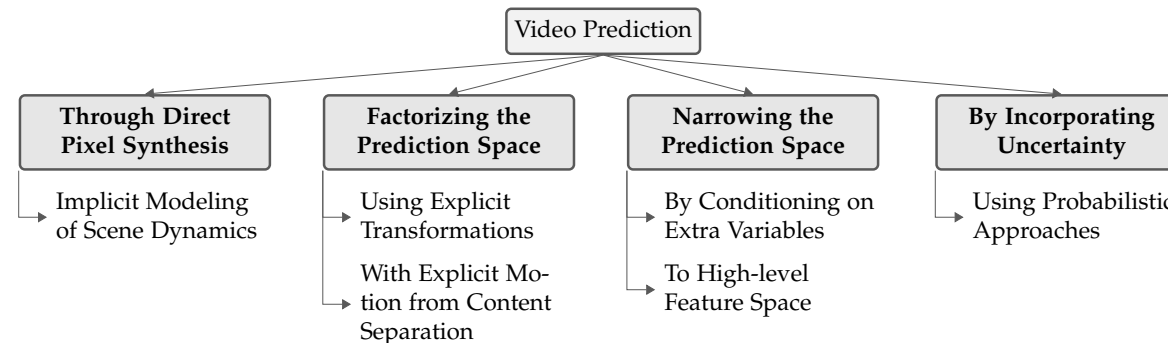 Video Prediction
Through Direct
Pixel Synthesis
Implicit Modeling
of Scene Dynamics
Factorizing the
Prediction Space
Using Explicit
Transformations
With Explicit Mo-
tion from Content
Separation
Narrowing the
Prediction Space
By Conditioning on
Extra Variables
To High-level
Feature Space
By Incorporating
Uncertainty
Using Probabilistic
Approaches